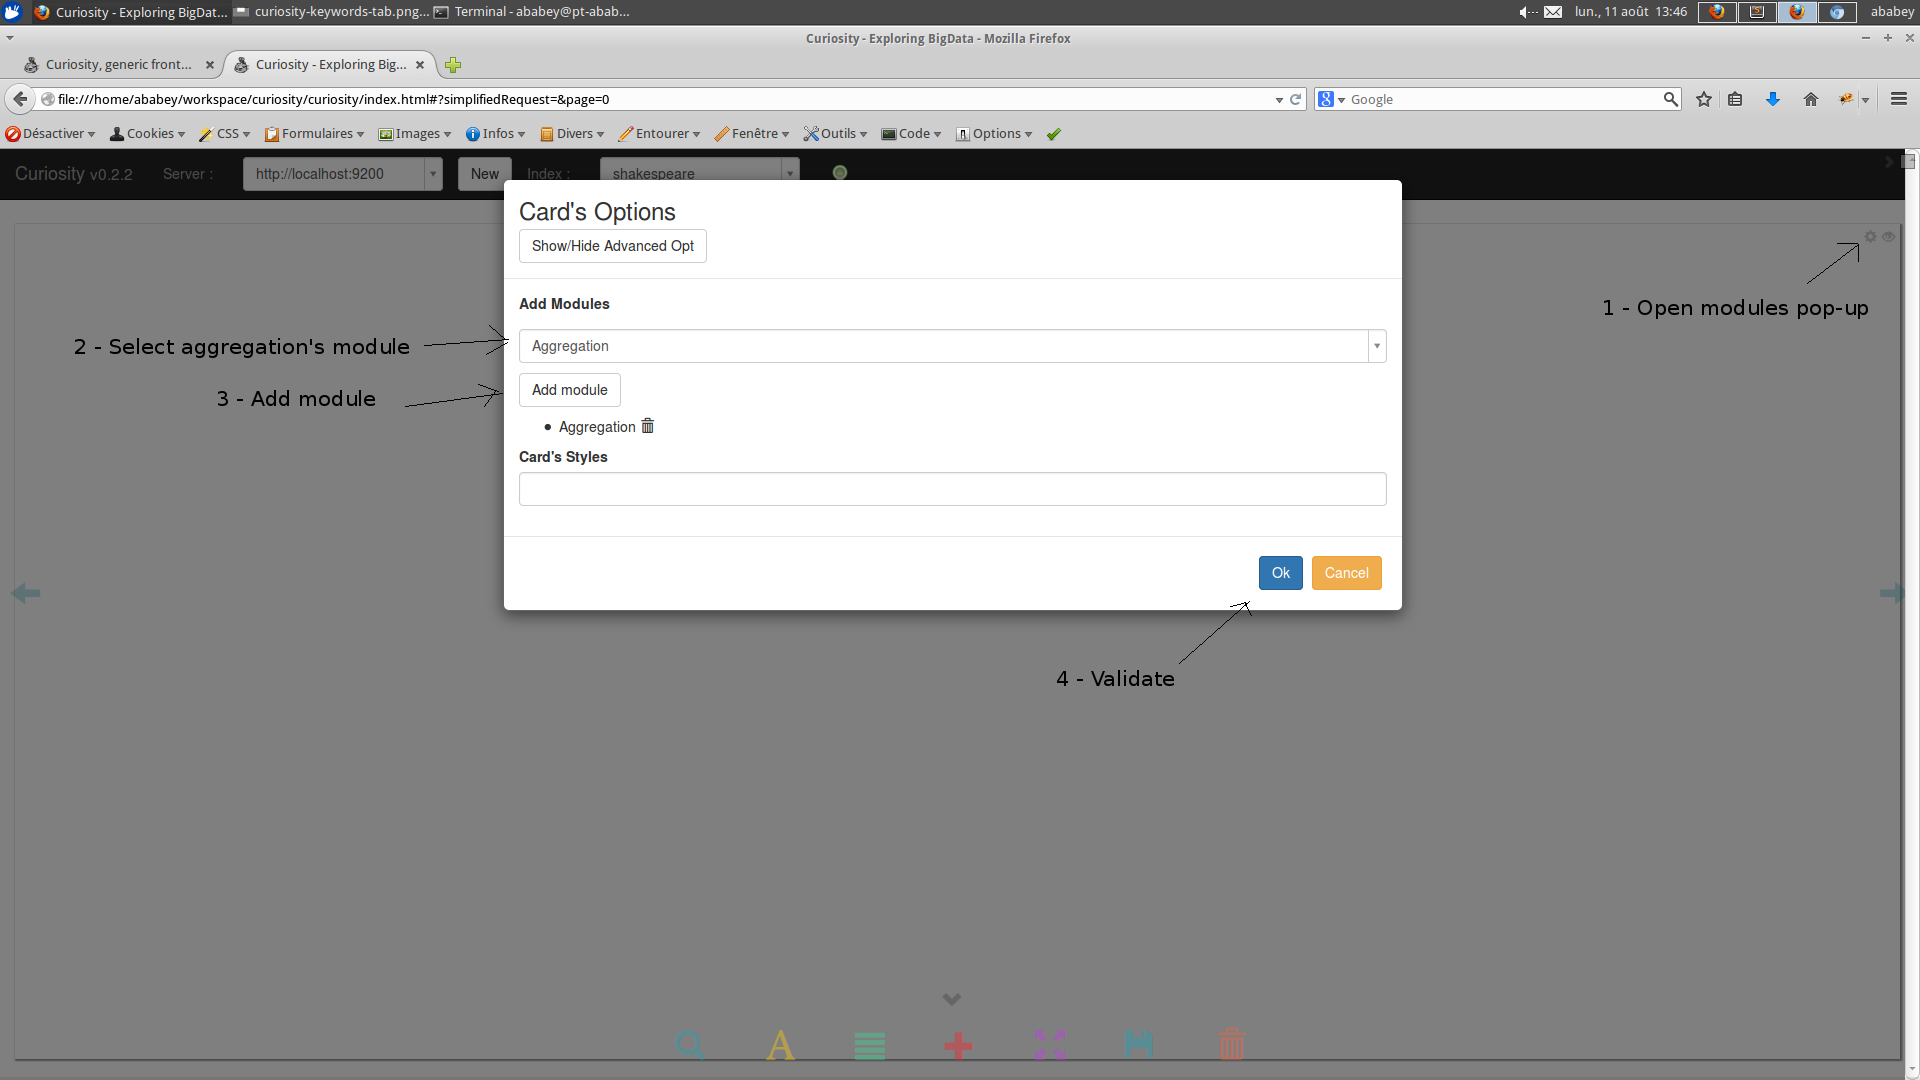 Curiosity - Exploring BigDat...
curiosity-keywords-tab.png...
Terminal - ababey@pt-abab...
lun., 11 août 13:46
ababey
Curiosity - Exploring BigData - Mozilla Firefox
Curiosity, generic front...
Curiosity - Exploring Big...
file:///home/ababey/workspace/curiosity/curiosity/index.html#?simplifiedRequest=&page=0
8
Google
Désactiver
Cookies
CSS
Formulaires
Images
Infos
Divers
Entourer
Fenêtre
Outils
Code
Options
Curiosity v0.2.2
Server :
http://localhost:9200
New
Index :
shakespeare
Card's Options
Show/Hide Advanced Opt
1 - Open modules pop-up
Add Modules
2 - Select aggregation's module
Aggregation
3 - Add module
Add module
Aggregation
Card's Styles
Ok
Cancel
4 - Validate
A